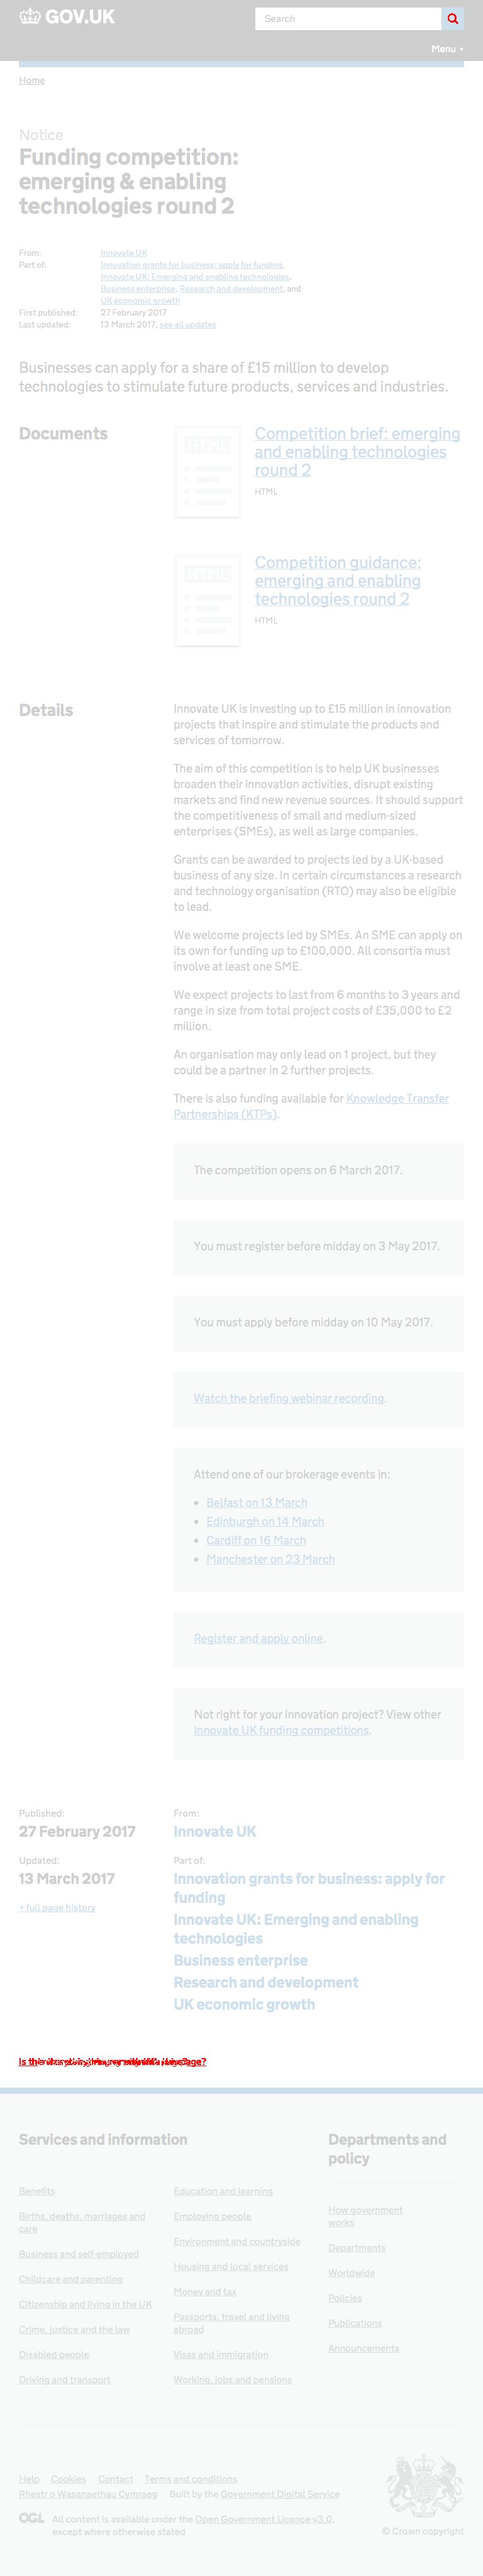 GOV.UK
Search
Menu ▼
Home
Notice
Funding competition:
emerging & enabling
technologies round 2
From: Innovate UK
Part of: Innovation grants for business: apply for funding,
Innovate UK: Emerging and enabling technologies,
Business enterprise, Research and development, and
UK economic growth
First published: 27 February 2017
Last updated: 13 March 2017, see all updates
Businesses can apply for a share of £15 million to develop
technologies to stimulate future products, services and industries.
Documents
HTML
Competition brief: emerging
and enabling technologies
round 2
HTML
HTML
Competition guidance:
emerging and enabling
technologies round 2
HTML
Details
Innovate UK is investing up to £15 million in innovation
projects that inspire and stimulate the products and
services of tomorrow.
The aim of this competition is to help UK businesses
broaden their innovation activities, disrupt existing
markets and find new revenue sources. It should support
the competitiveness of small and medium-sized
enterprises (SMEs), as well as large companies.
Grants can be awarded to projects led by a UK-based
business of any size. In certain circumstances a research
and technology organisation (RTO) may also be eligible
to lead.
We welcome projects led by SMEs. An SME can apply on
its own for funding up to £100,000. All consortia must
involve at least one SME.
We expect projects to last from 6 months to 3 years and
range in size from total project costs of £35,000 to £2
million.
An organisation may only lead on 1 project, but they
could be a partner in 2 further projects.
There is also funding available for Knowledge Transfer
Partnerships (KTPs).
The competition opens on 6 March 2017.
You must register before midday on 3 May 2017.
You must apply before midday on 10 May 2017.
Watch the briefing webinar recording.
Attend one of our brokerage events in:
• Belfast on 13 March
• Edinburgh on 14 March
• Cardiff on 16 March
• Manchester on 23 March
Register and apply online.
Not right for your innovation project? View other
Innovate UK funding competitions.
Published:
27 February 2017
Updated:
13 March 2017
+ full page history
From:
Innovate UK
Part of:
Innovation grants for business: apply for
funding
Innovate UK: Emerging and enabling
technologies
Business enterprise
Research and development
UK economic growth
Services and information
Benefits
Births, deaths, marriages and
care
Business and self-employed
Childcare and parenting
Citizenship and living in the UK
Crime, justice and the law
Disabled people
Driving and transport
Education and learning
Employing people
Environment and countryside
Housing and local services
Money and tax
Passports, travel and living
abroad
Visas and immigration
Working, jobs and pensions
Departments and
policy
How government
works
Departments
Worldwide
Policies
Publications
Announcements
Help Cookies Contact Terms and conditions
Rhestr o Wasanaethau Cymraeg Built by the Government Digital Service
OGL All content is available under the Open Government Licence v3.0,
except where otherwise stated
© Crown copyright